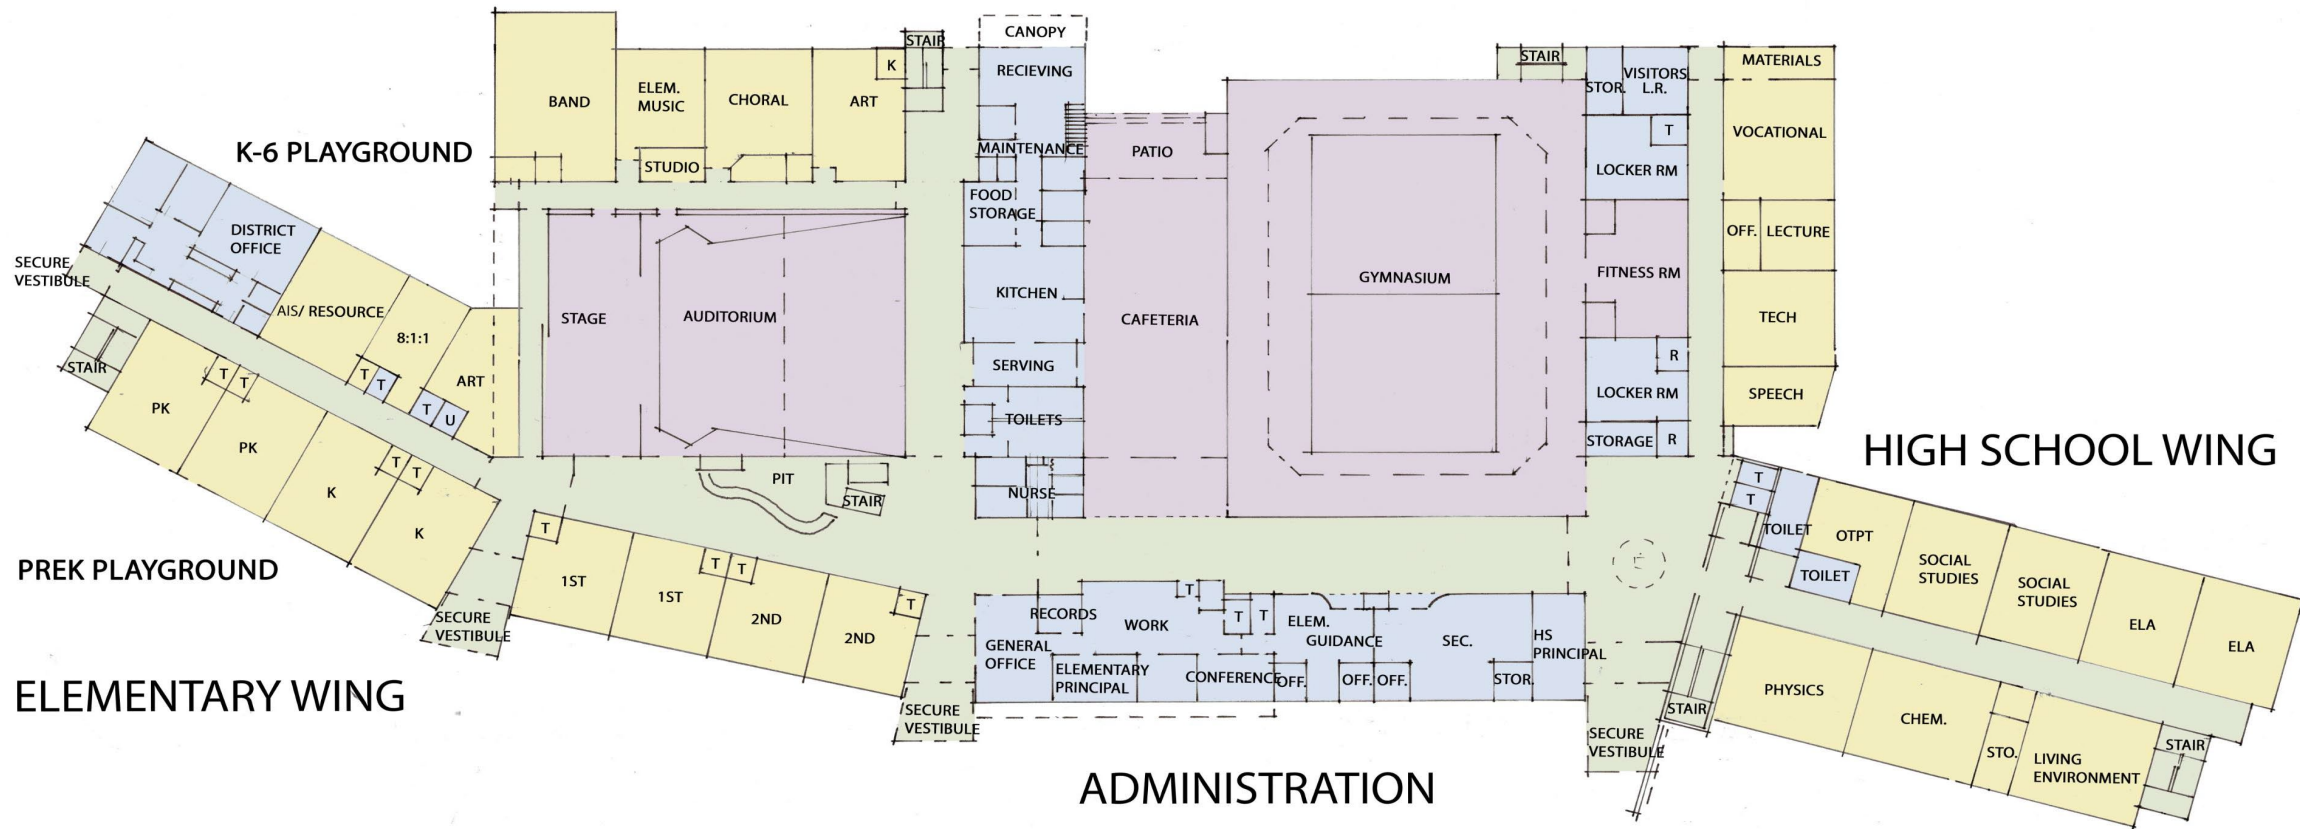 CANOPY
STAIR
RECIEVING
K
BAND
ELEM.
MUSIC
CHORAL
ART
STUDIO
MAINTENANCE
PATIO
FOOD
STORAGE
STAIR
STOR.
VISITORS
L.R.
T
LOCKER RM
MATERIALS
VOCATIONAL
K-6 PLAYGROUND
DISTRICT
OFFICE
SECURE
VESTIBULE
AIS/ RESOURCE
8:1:1
ART
T
T
T
U
STAIR
PK
T
T
PK
K
T
T
K
STAGE
AUDITORIUM
KITCHEN
SERVING
TOILETS
NURSE
CAFETERIA
GYMNASIUM
FITNESS RM
OFF.
LECTURE
TECH
R
LOCKER RM
SPEECH
STORAGE
R
PIT
STAIR
HIGH SCHOOL WING
T
T
TOILET
OTPT
TOILET
SOCIAL
STUDIES
SOCIAL
STUDIES
ELA
ELA
PREK PLAYGROUND
SECURE
VESTIBULE
T
1ST
1ST
T
T
2ND
2ND
T
RECORDS
WORK
T
T
T
ELEM.
GUIDANCE
SEC.
HS
PRINCIPAL
GENERAL
OFFICE
ELEMENTARY
PRINCIPAL
CONFERENCE
OFF.
OFF.
OFF.
STOR.
PHYSICS
CHEM.
STO.
LIVING
ENVIRONMENT
STAIR
STAIR
ELEMENTARY WING
SECURE
VESTIBULE
SECURE
VESTIBULE
ADMINISTRATION